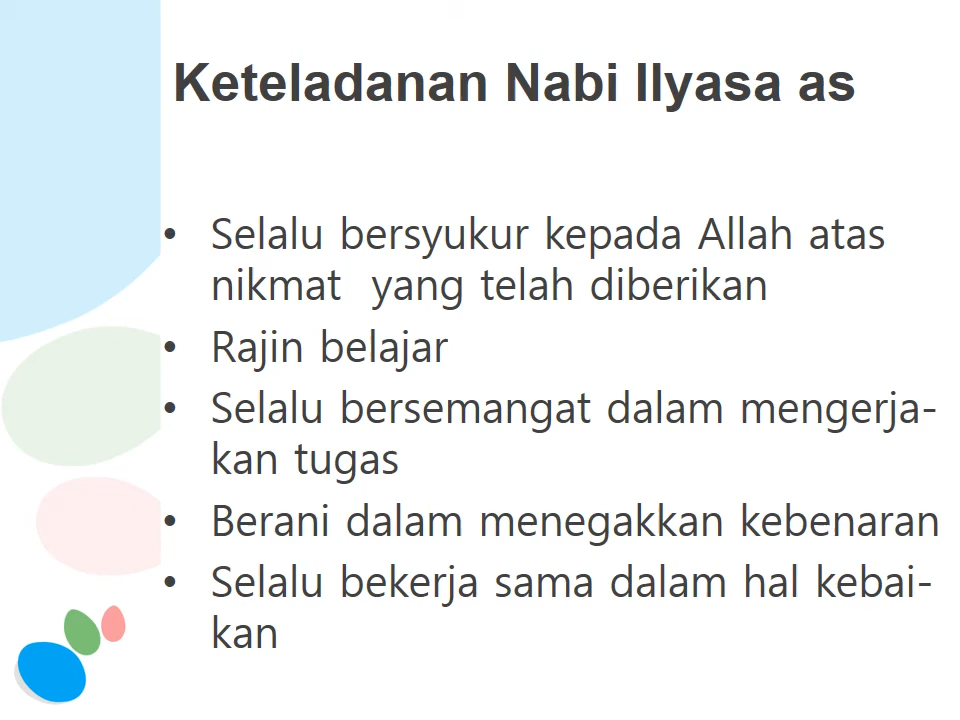 Keteladanan Nabi Ilyasa as
• Selalu bersyukur kepada Allah atas
nikmat  yang telah diberikan
• Rajin belajar
• Selalu bersemangat dalam mengerja-
kan tugas
• Berani dalam menegakkan kebenaran
• Selalu bekerja sama dalam hal kebai-
kan